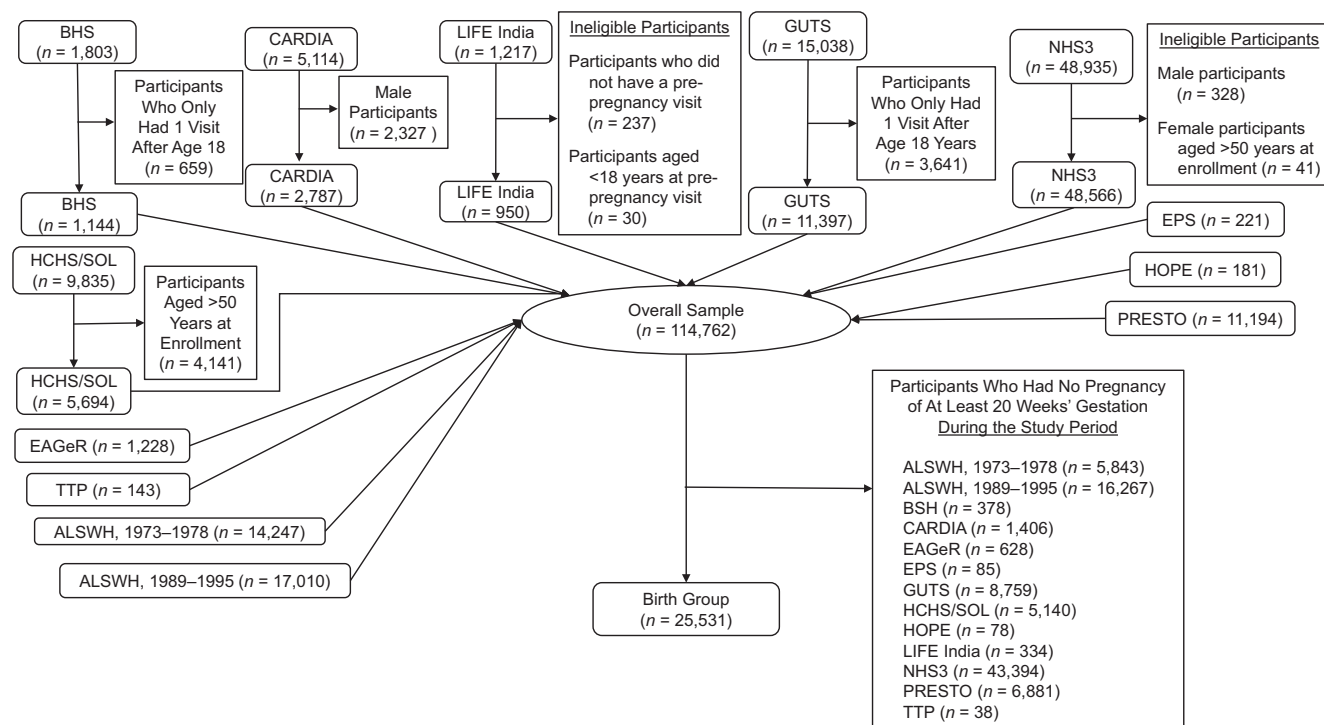 BHS
(n = 1,803)
Participants
Who Only
Had 1 Visit
After Age 18
(n = 659)
BHS
(n = 1,144)
CARDIA
(n = 5,114)
Male
Participants
(n = 2,327 )
CARDIA
(n = 2,787)
LIFE India
(n = 1,217)
Ineligible Participants
Participants who did
not have a pre-
pregnancy visit
(n = 237)
Participants aged
<18 years at pre-
pregnancy visit
(n = 30)
LIFE India
(n = 950)
GUTS
(n = 15,038)
Participants
Who Only Had
1 Visit After
Age 18 Years
(n = 3,641)
GUTS
(n = 11,397)
NHS3
(n = 48,935)
Ineligible Participants
Male participants
(n = 328)
Female participants
aged >50 years at
enrollment (n = 41)
NHS3
(n = 48,566)
HCHS/SOL
(n = 9,835)
Participants
Aged >50
Years at
Enrollment
(n = 4,141)
HCHS/SOL
(n = 5,694)
EPS (n = 221)
HOPE (n = 181)
PRESTO (n = 11,194)
Overall Sample
(n = 114,762)
EAGeR (n = 1,228)
TTP (n = 143)
ALSWH, 1973–1978 (n = 14,247)
ALSWH, 1989–1995 (n = 17,010)
Participants Who Had No Pregnancy
of At Least 20 Weeks’ Gestation
During the Study Period
ALSWH, 1973–1978 (n = 5,843)
ALSWH, 1989–1995 (n = 16,267)
BSH (n = 378)
CARDIA (n = 1,406)
EAGeR (n = 628)
EPS (n = 85)
GUTS (n = 8,759)
HCHS/SOL (n = 5,140)
HOPE (n = 78)
LIFE India (n = 334)
NHS3 (n = 43,394)
PRESTO (n = 6,881)
TTP (n = 38)
Birth Group
(n = 25,531)